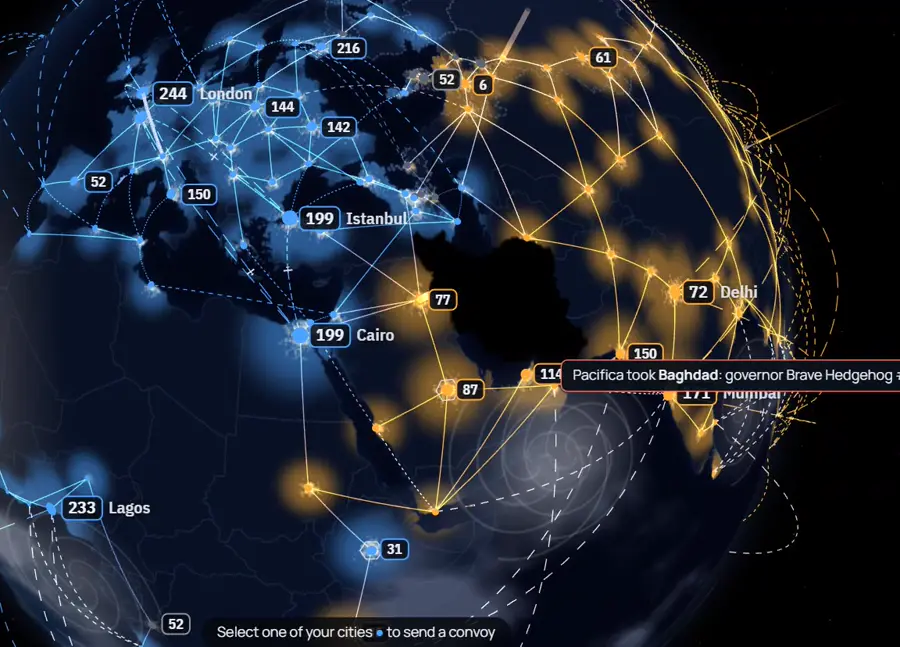 216
61
52
6
244 London
144
142
52
150
199 Istanbul
72 Delhi
77
199 Cairo
150
114
Pacifica took Baghdad: governor Brave Hedgehog
87
171 Mumbai
233 Lagos
31
52
Select one of your cities to send a convoy